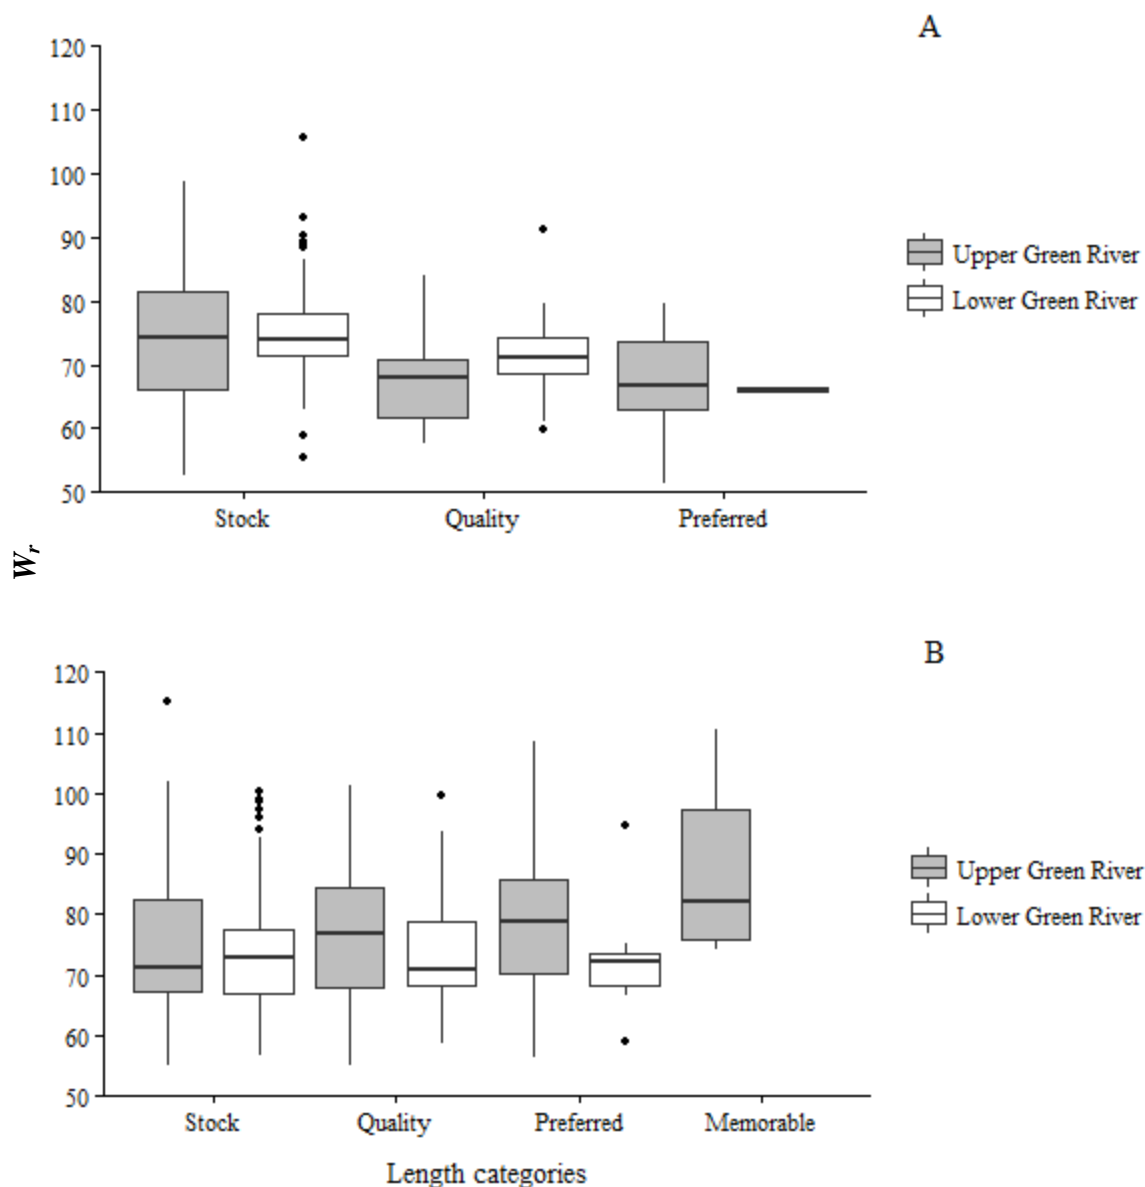 A
120
110
100
90
80
70
60
50
Stock Quality Preferred
Upper Green River
Lower Green River
Wr
B
120
110
100
90
80
70
60
50
Stock Quality Preferred Memorable
Upper Green River
Lower Green River
Length categories